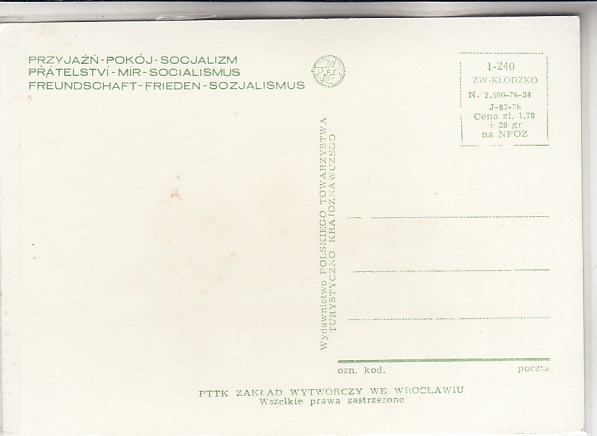 PRZYJAŹŃ-POKÓJ-SOCJALIZM
PŘÁTELSTVÍ-MIR-SOCIALISMUS
FREUNDSCHAFT-FRIEDEN-SOZJALISMUS
1-240
ZW-KŁODZKO
N. 2.500-76-34
J-87-76
Cena zł. 1,70
+ 20 gr
na NFOZ
Wydawnictwo POLSKIEGO TOWARZYSTWA
TURYSTYCZNO KRAJOZNAWCZEGO
ozn. kod. poczta
PTTK ZAKŁAD WYTWÓRCZY WE WROCŁAWIU
Wszelkie prawa zastrzeżone